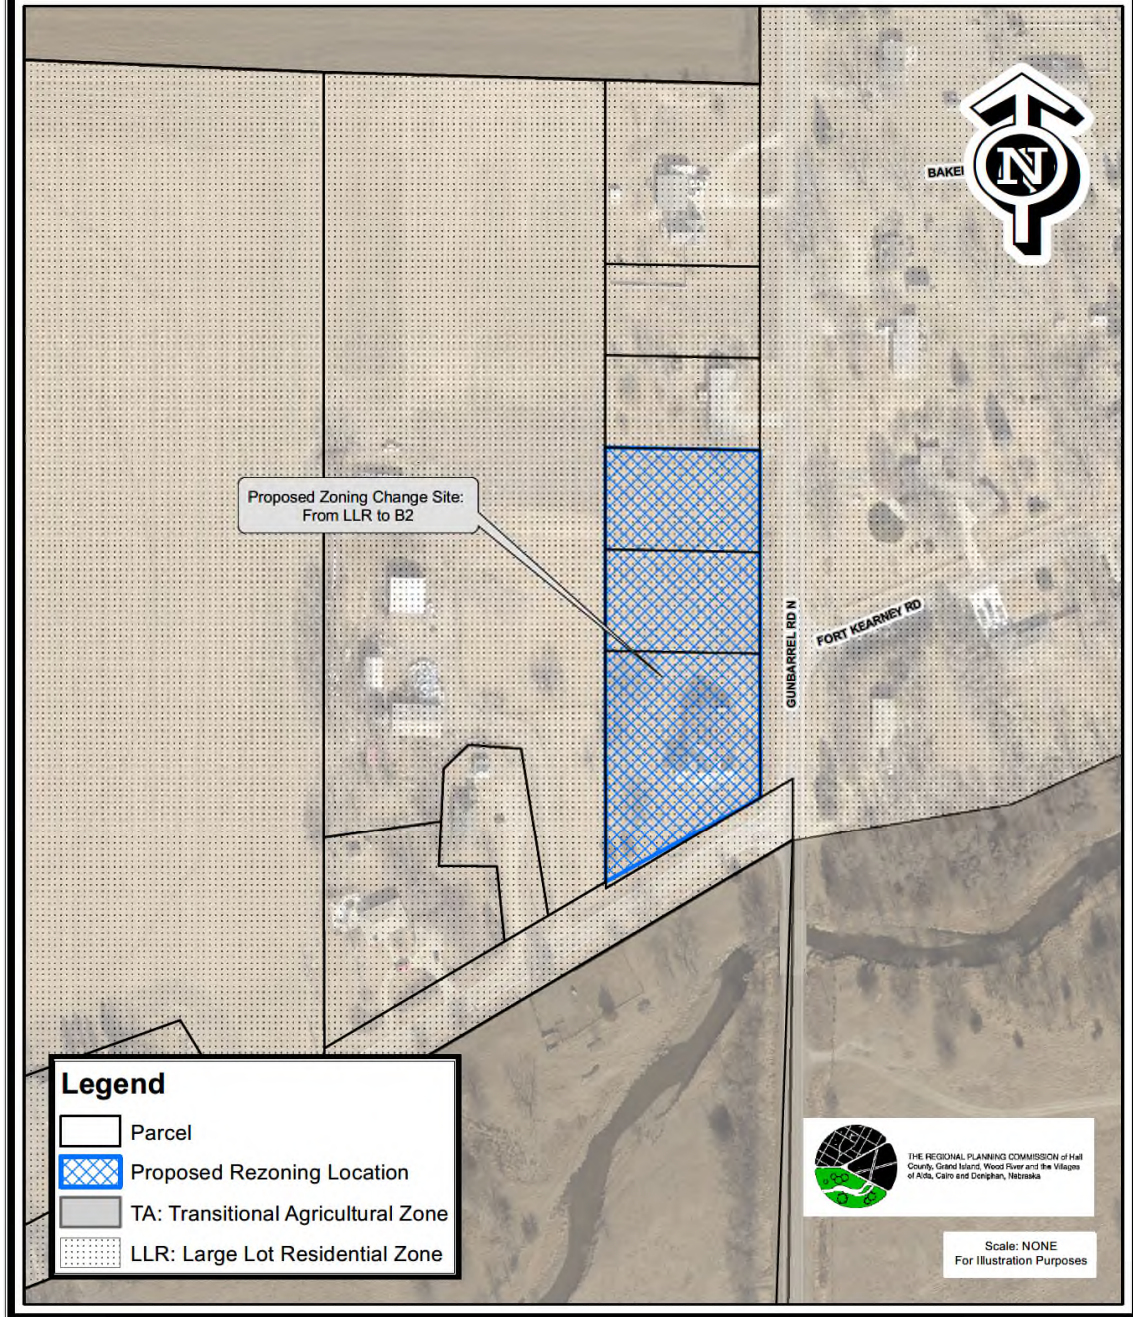 N
BAKE
Proposed Zoning Change Site:
From LLR to B2
GUNBARREL RD N
FORT KEARNEY RD
Legend
Parcel
Proposed Rezoning Location
TA: Transitional Agricultural Zone
LLR: Large Lot Residential Zone
THE REGIONAL PLANNING COMMISSION of Hall
County, Grand Island, Wood River and the Villages
of Alda, Cairo and Doniphan, Nebraska
Scale: NONE
For Illustration Purposes